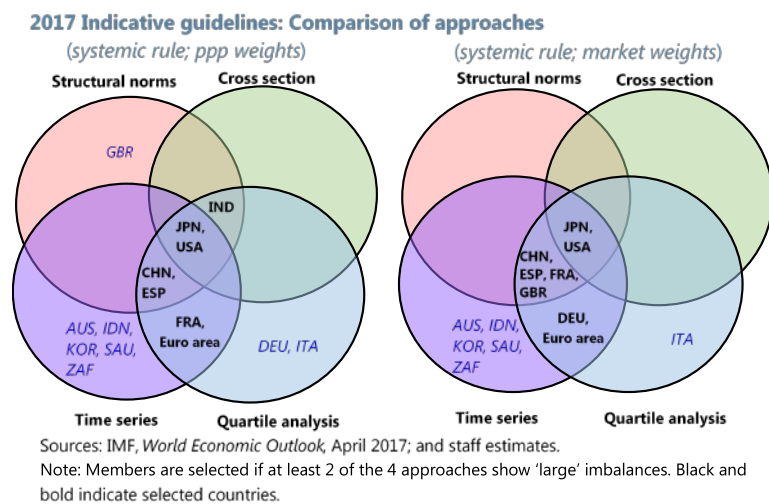 2017 Indicative guidelines: Comparison of approaches
(systemic rule; ppp weights)
(systemic rule; market weights)
Structural norms
Cross section
GBR
IND
JPN,
USA
CHN,
ESP
FRA,
Euro area
AUS, IDN,
KOR, SAU,
ZAF
DEU, ITA
Time series
Quartile analysis
Structural norms
Cross section
JPN,
USA
CHN,
ESP, FRA,
GBR
DEU,
Euro area
AUS, IDN,
KOR, SAU,
ZAF
ITA
Time series
Quartile analysis
Sources: IMF, World Economic Outlook, April 2017; and staff estimates.
Note: Members are selected if at least 2 of the 4 approaches show ‘large’ imbalances. Black and
bold indicate selected countries.